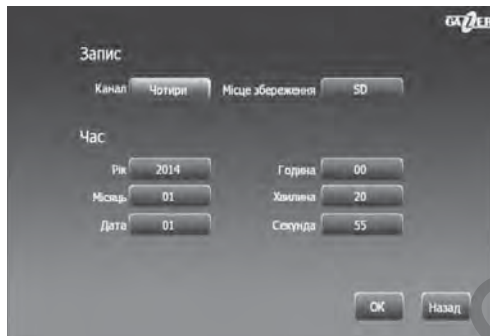 GAZER
Запис
Канал Чотири Місце збереження SD
Час
Рік 2014 Година 00
Місяць 01 Хвилина 20
Дата 01 Секунда 55
OK Назад